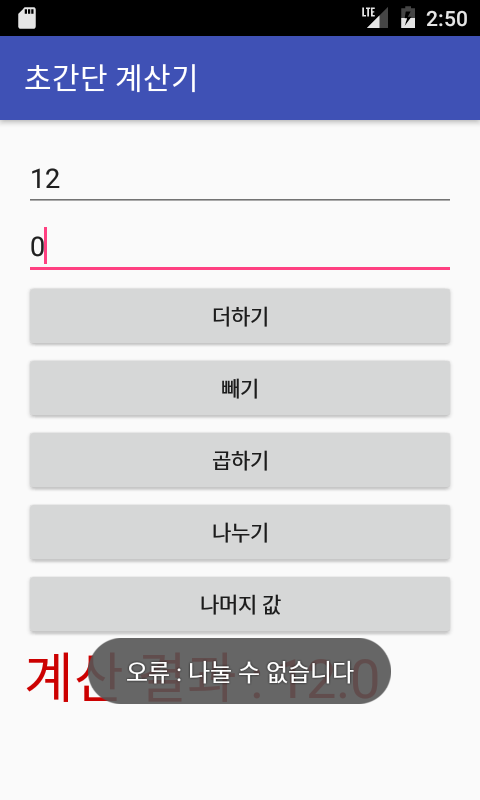 LTE 2:50
초간단 계산기
12
0
더하기
빼기
곱하기
나누기
나머지 값
계산 결과 : 12.0
오류 : 나눌 수 없습니다